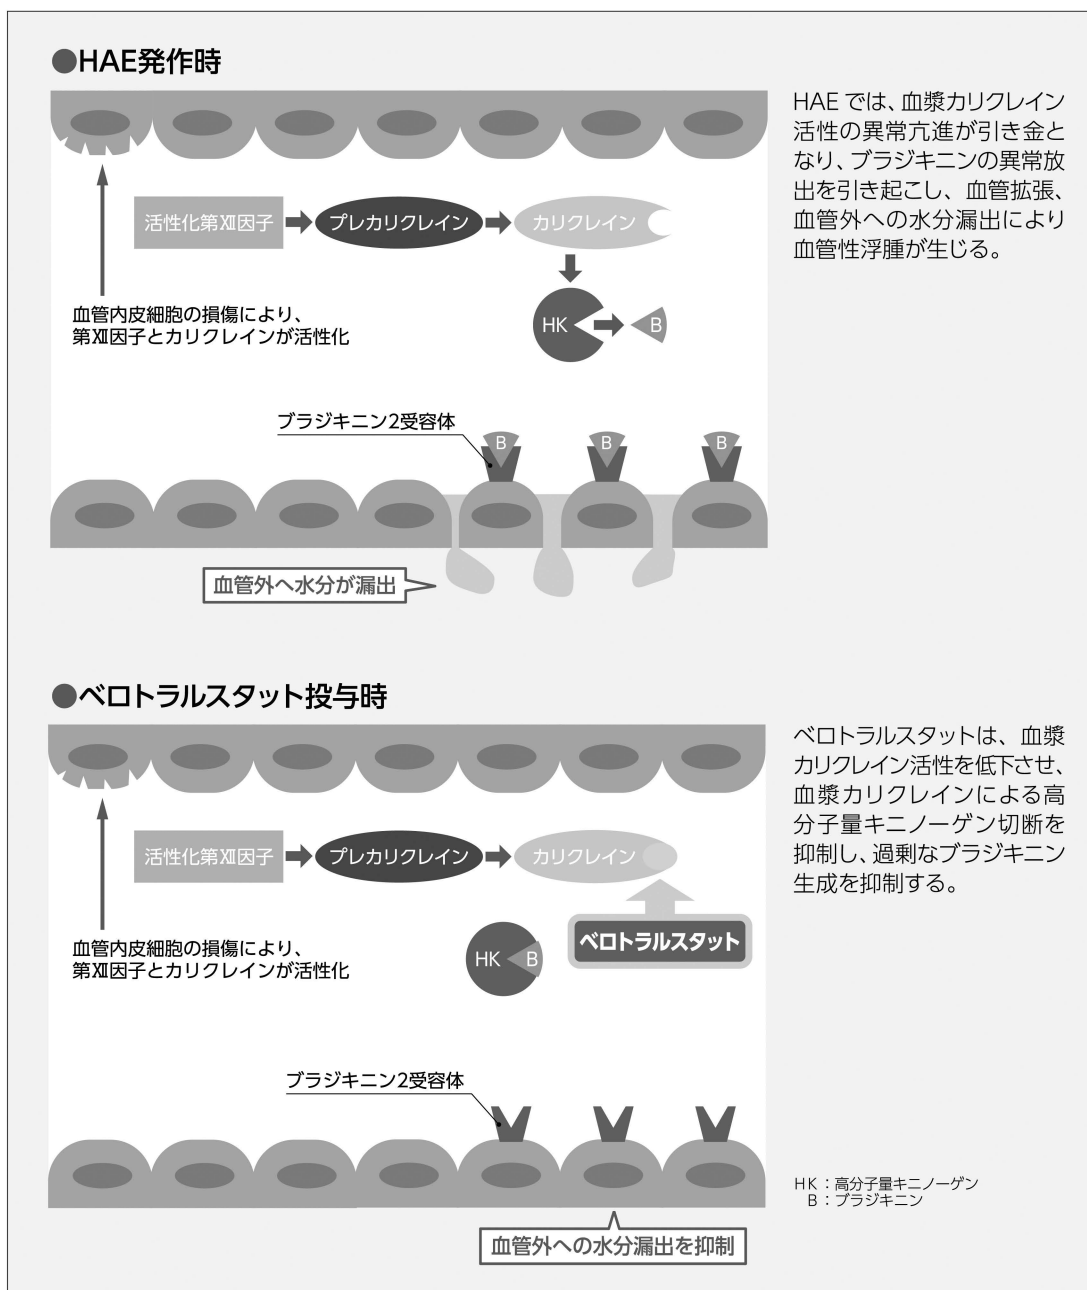 ●HAE発作時
HAE では、血漿カリクレイン
活性の異常亢進が引き金と
なり、ブラジキニンの異常放
出を引き起こし、血管拡張、
血管外への水分漏出により
血管性浮腫が生じる。
活性化第Ⅻ因子
プレカリクレイン
カリクレイン
血管内皮細胞の損傷により、
第Ⅻ因子とカリクレインが活性化
HK
B
ブラジキニン2受容体
B
B
B
血管外へ水分が漏出
●ベロトラルスタット投与時
ベロトラルスタットは、血漿
カリクレイン活性を低下させ、
血漿カリクレインによる高
分子量キニノーゲン切断を
抑制し、過剰なブラジキニン
生成を抑制する。
活性化第Ⅻ因子
プレカリクレイン
カリクレイン
ベロトラルスタット
血管内皮細胞の損傷により、
第Ⅻ因子とカリクレインが活性化
HK
B
ブラジキニン2受容体
HK：高分子量キニノーゲン
B：ブラジキニン
血管外への水分漏出を抑制